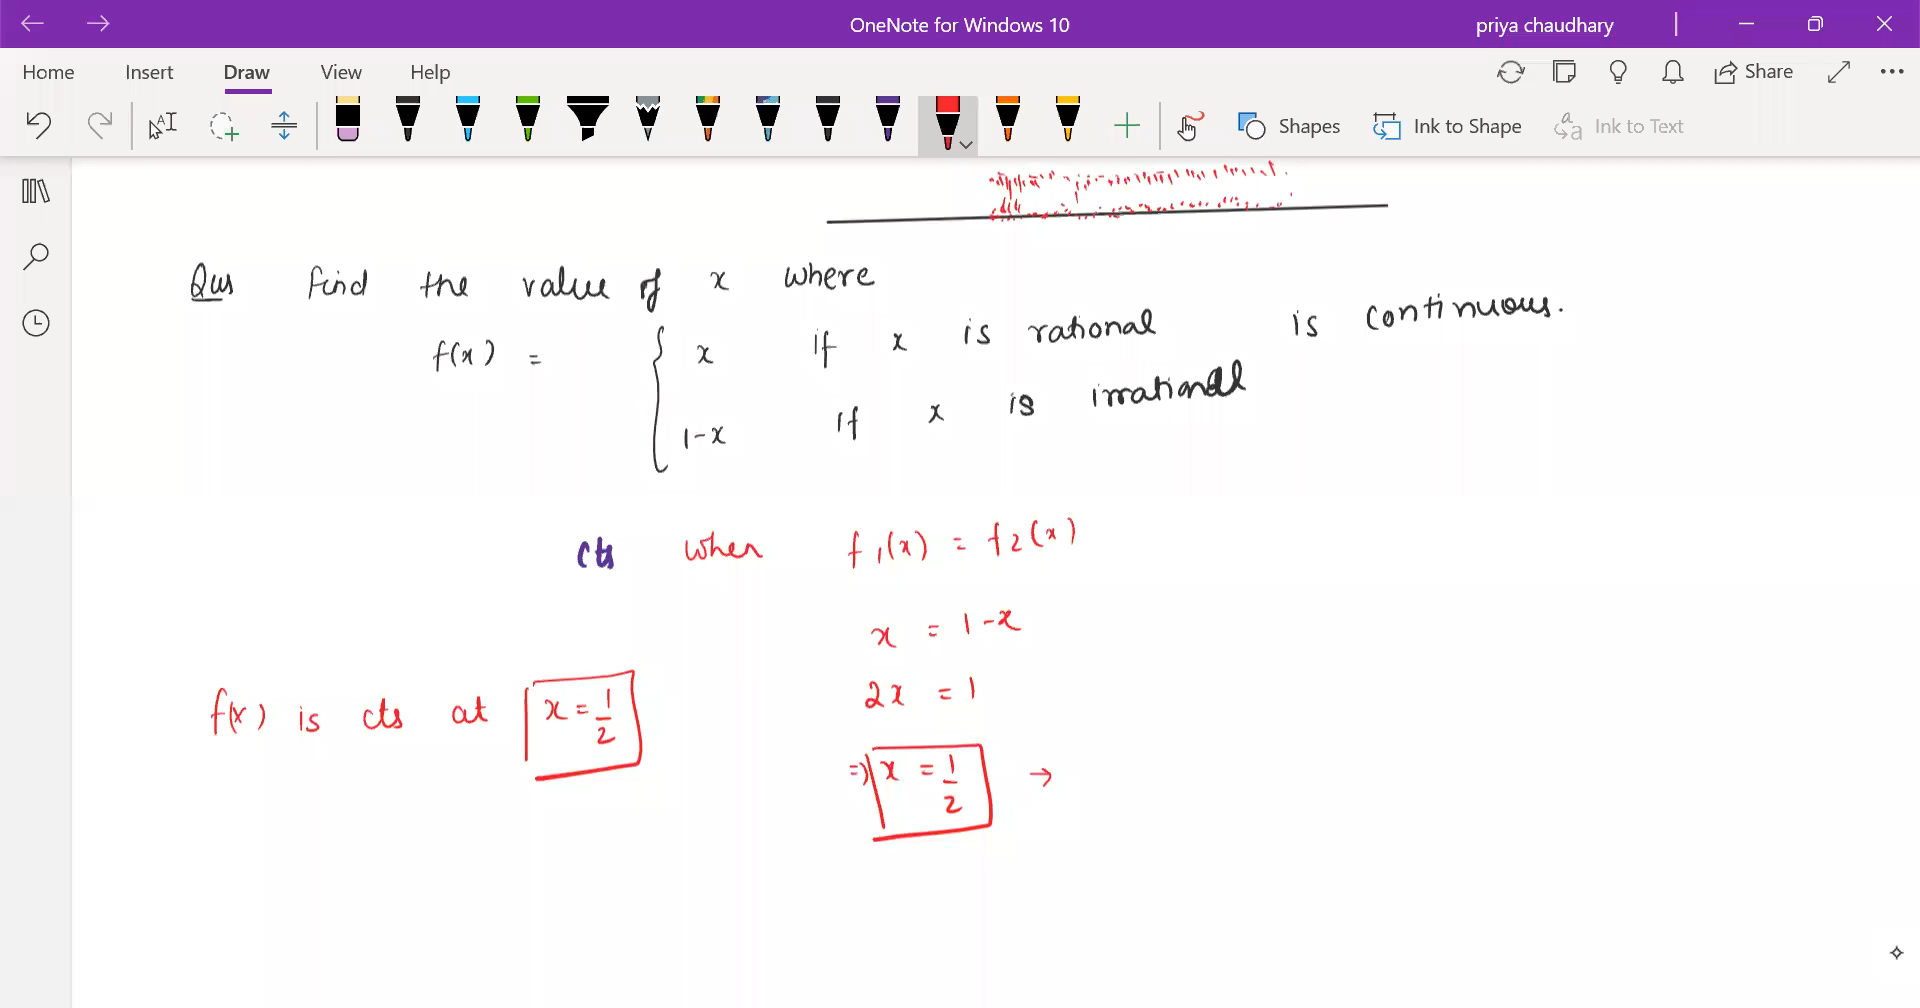 OneNote for Windows 10
priya chaudhary
Home Insert Draw View Help
Share
Shapes Ink to Shape Ink to Text
Qus find the value of x where
f(x) = { x if x is rational is continuous.
1-x if x is irrational
cts when f1(x) = f2(x)
x = 1-x
2x = 1
f(x) is cts at x = 1/2
=> x = 1/2 →